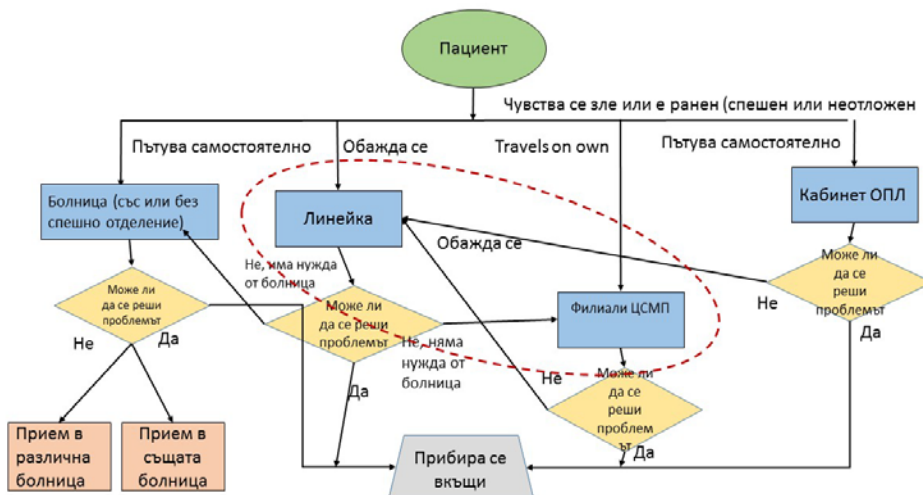 Пациент
Чувства се зле или е ранен (спешен или неотложен
Пътува самостоятелно
Обажда се
Travels on own
Пътува самостоятелно
Болница (със или без
спешно отделение)
Линейка
Кабинет ОПЛ
Обажда се
Не, има нужда
от болница
Може ли
да се реши
проблемът
Може ли
да се реши
проблемът
Филиали ЦСМП
Може ли
да се
реши
проблемът
Не
Да
Не
Да
Не, няма
нужда от
болница
Да
Не
Може ли
да се
реши
проблем
ът
Да
Прием в
различна
болница
Прием в
същата
болница
Прибира се
вкъщи